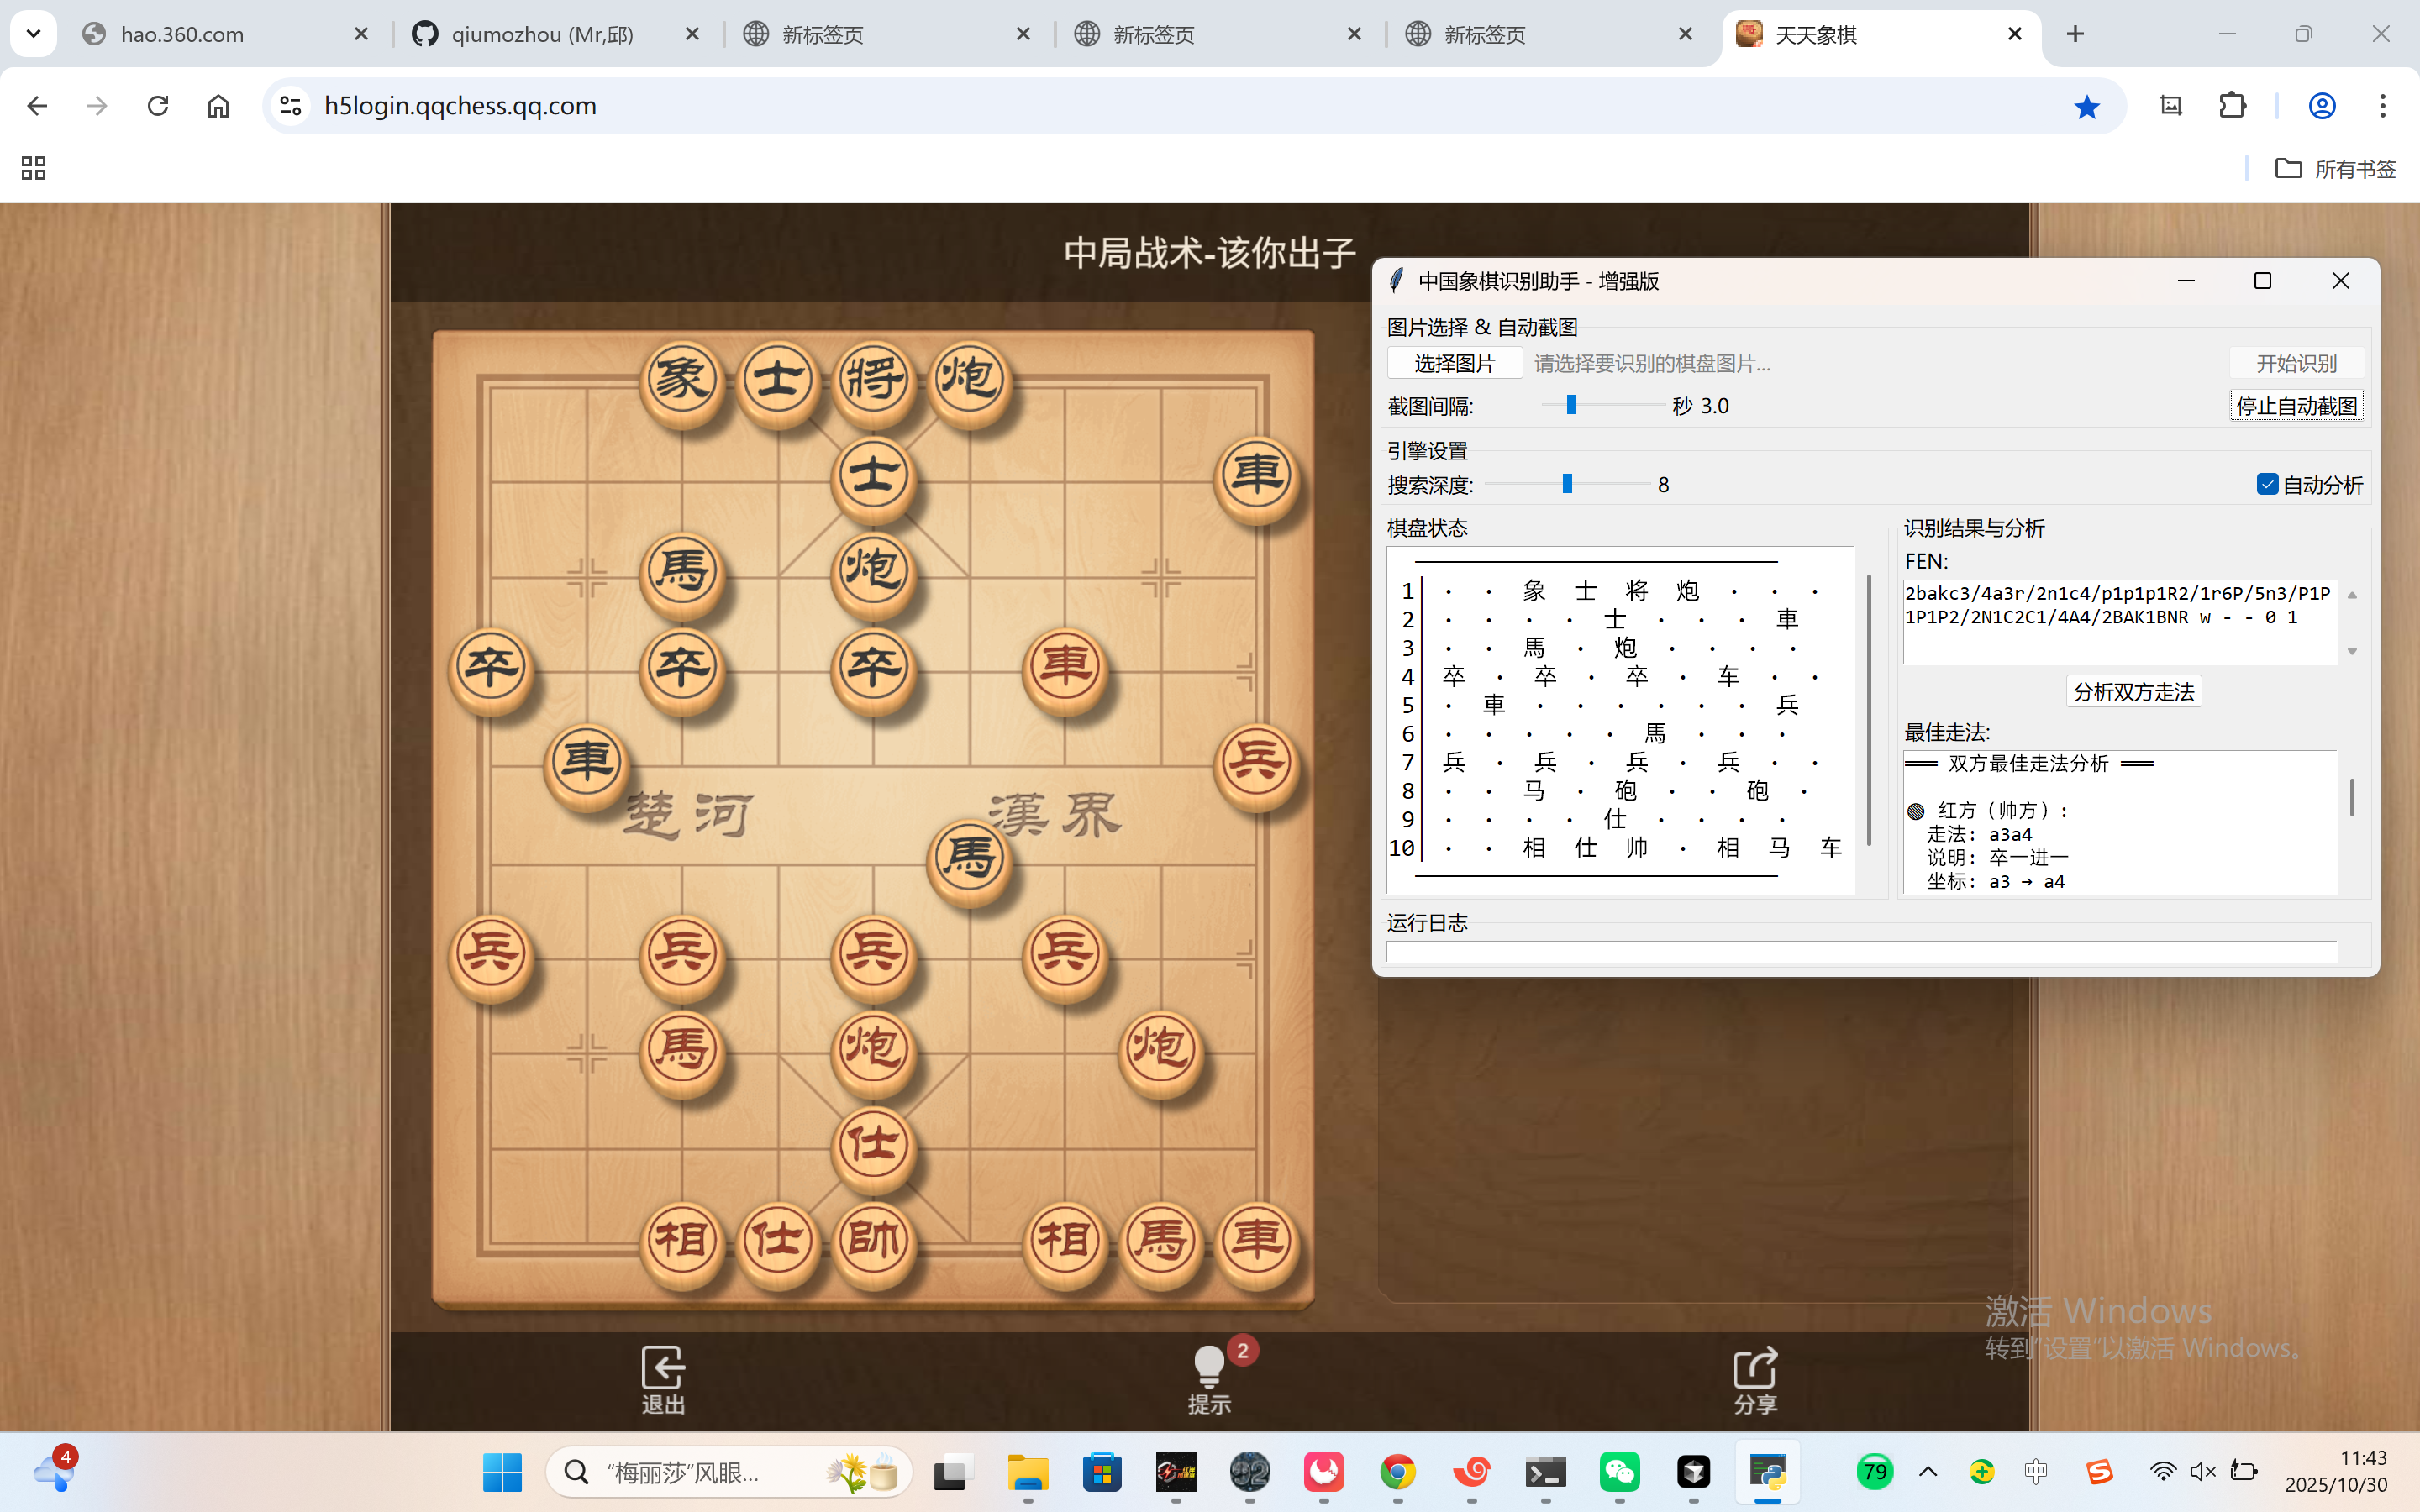 hao.360.com
qiumozhou (Mr,邱)
新标签页
新标签页
新标签页
天天象棋
h5login.qqchess.qq.com
所有书签
中局战术-该你出子
象 士 將 炮
士 車
馬 炮
卒 卒 卒 車
車 兵
楚河 漢界
馬
兵 兵 兵 兵
馬 炮 炮
仕
相 仕 帥 相 馬 車
退出
2
提示
分享
中国象棋识别助手 - 增强版
图片选择 & 自动截图
选择图片 请选择要识别的棋盘图片... 开始识别
截图间隔: 秒 3.0 停止自动截图
引擎设置
搜索深度: 8 自动分析
棋盘状态
1 · · 象 士 将 炮 · · ·
2 · · · · 士 · · · 車
3 · · 馬 · 炮 · · · ·
4 卒 · 卒 · 卒 · 车 · ·
5 · 車 · · · · · · 兵
6 · · · · · 馬 · · ·
7 兵 · 兵 · 兵 · 兵 · ·
8 · · 马 · 砲 · · 砲 ·
9 · · · · 仕 · · · ·
10 · · 相 仕 帅 · 相 马 车
识别结果与分析
FEN:
2bakc3/4a3r/2n1c4/p1p1p1R2/1r6P/5n3/P1P
1P1P2/2N1C2C1/4A4/2BAK1BNR w - - 0 1
分析双方走法
最佳走法:
═══ 双方最佳走法分析 ═══
红方（帅方）:
走法: a3a4
说明: 卒一进一
坐标: a3 → a4
运行日志
激活 Windows
转到"设置"以激活 Windows。
4
"梅丽莎"风眼...
79
中
11:43
2025/10/30